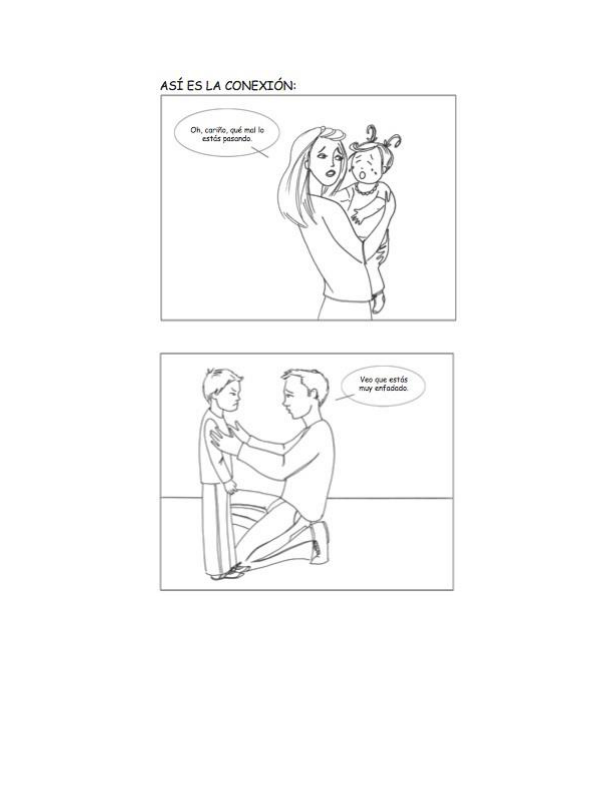 ASÍ ES LA CONEXIÓN:
Oh, cariño, qué mal lo
estás pasando.
Veo que estás
muy enfadado.